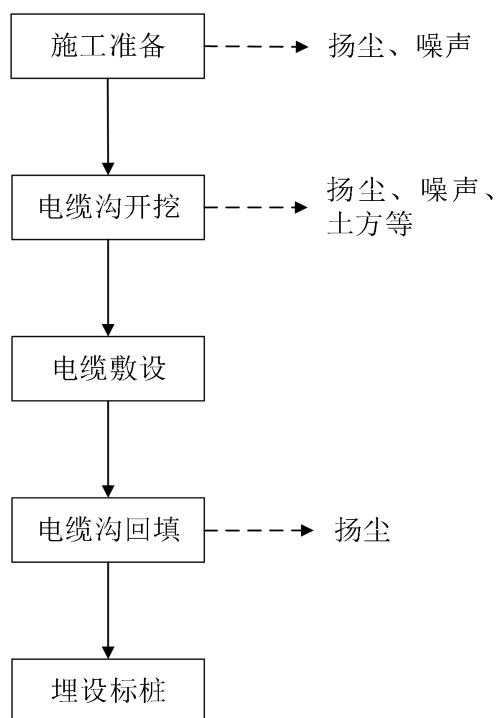 施工准备
扬尘、噪声
电缆沟开挖
扬尘、噪声、
土方等
电缆敷设
电缆沟回填
扬尘
埋设标桩